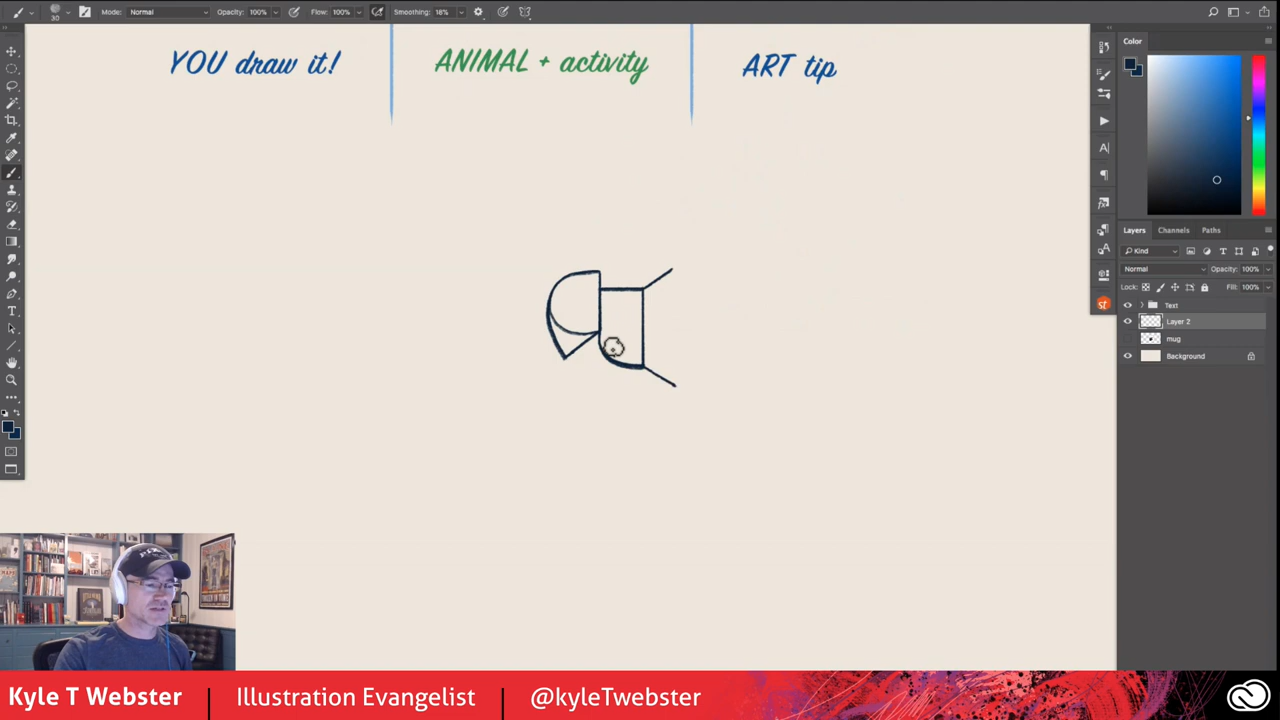 Mode: Normal Opacity: 100% Flow: 100% Smoothing: 18%
30
YOU draw it!
ANIMAL + activity
ART tip
Color
Layers Channels Paths
Kind
Normal Opacity: 100%
Lock: Fill: 100%
Text
Layer 2
mug
Background
Kyle T Webster | Illustration Evangelist | @kyleTwebster